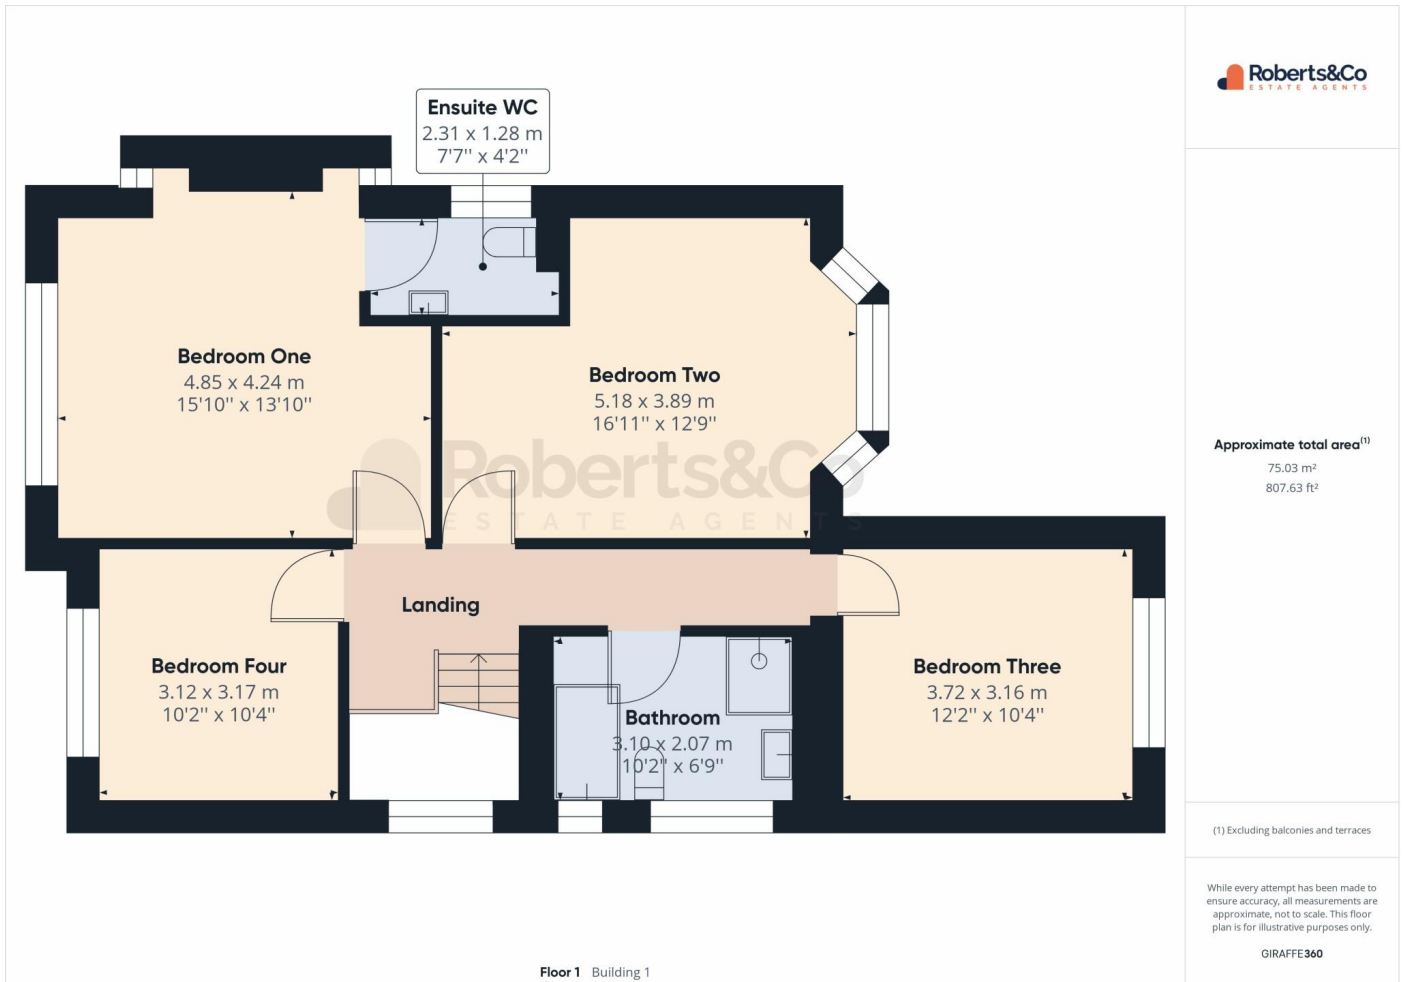 Roberts&Co
ESTATE AGENTS
Ensuite WC
2.31 x 1.28 m
7'7'' x 4'2''
Bedroom One
4.85 x 4.24 m
15'10'' x 13'10''
Bedroom Two
5.18 x 3.89 m
16'11'' x 12'9''
Roberts&Co
ESTATE AGENTS
Landing
Bedroom Four
3.12 x 3.17 m
10'2'' x 10'4''
Bathroom
3.10 x 2.07 m
10'2'' x 6'9''
Bedroom Three
3.72 x 3.16 m
12'2'' x 10'4''
Approximate total area(1)
75.03 m²
807.63 ft²
(1) Excluding balconies and terraces
While every attempt has been made to
ensure accuracy, all measurements are
approximate, not to scale. This floor
plan is for illustrative purposes only.
GIRAFFE360
Floor 1 Building 1